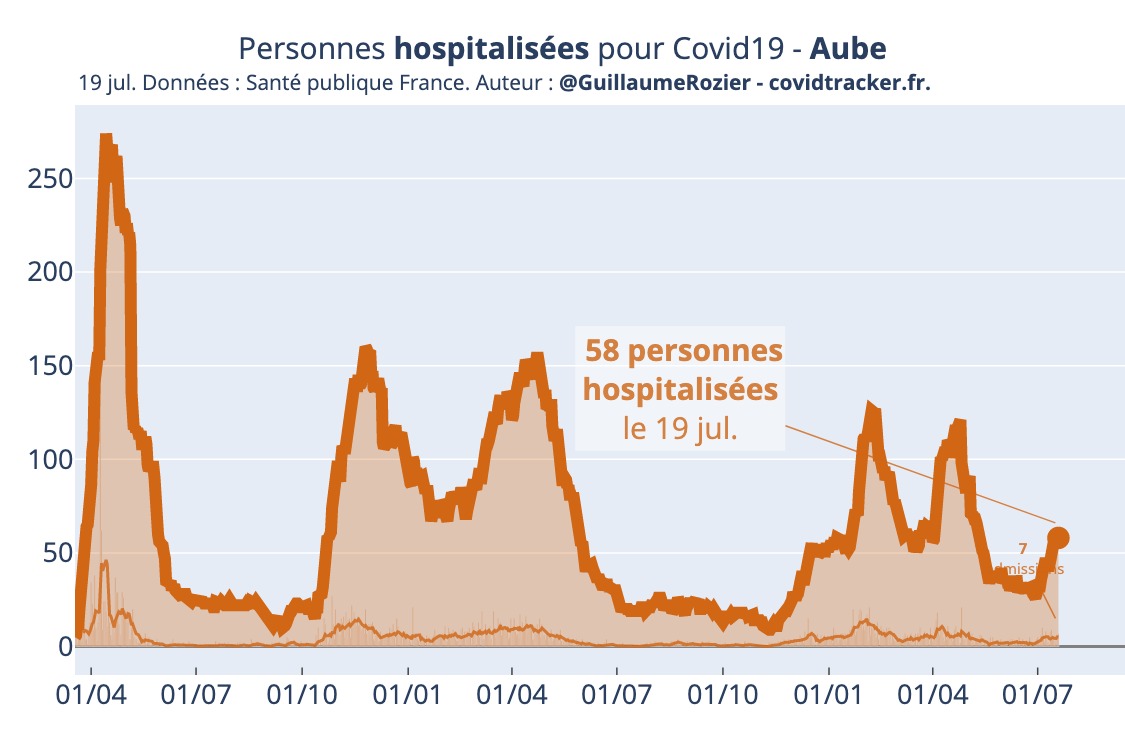 Personnes hospitalisées pour Covid19 - Aube
19 jul. Données : Santé publique France. Auteur : @GuillaumeRozier - covidtracker.fr.
250
200
150
100
50
0
58 personnes
hospitalisées
le 19 jul.
7
01/04 01/07 01/10 01/01 01/04 01/07 01/10 01/01 01/04 01/07